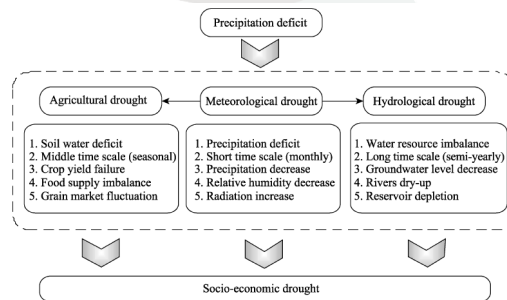 Precipitation deficit
Agricultural drought
Meteorological drought
Hydrological drought
1. Soil water deficit
2. Middle time scale (seasonal)
3. Crop yield failure
4. Food supply imbalance
5. Grain market fluctuation
1. Precipitation deficit
2. Short time scale (monthly)
3. Precipitation decrease
4. Relative humidity decrease
5. Radiation increase
1. Water resource imbalance
2. Long time scale (semi-yearly)
3. Groundwater level decrease
4. Rivers dry-up
5. Reservoir depletion
Socio-economic drought